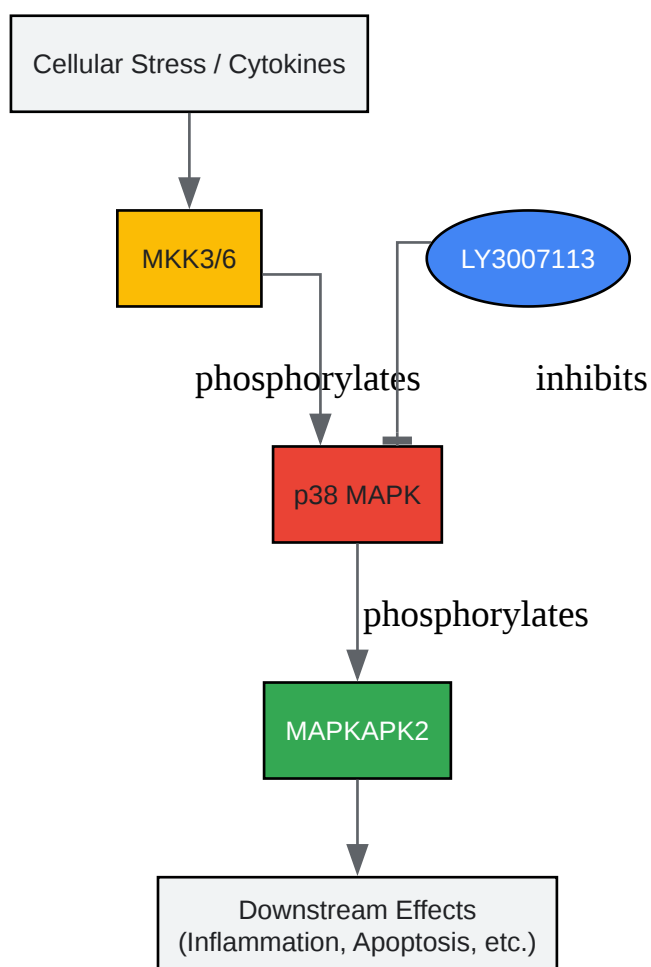 Cellular Stress / Cytokines
MKK3/6
LY3007113
phosphorylates
inhibits
p38 MAPK
phosphorylates
MAPKAPK2
Downstream Effects
(Inflammation, Apoptosis, etc.)